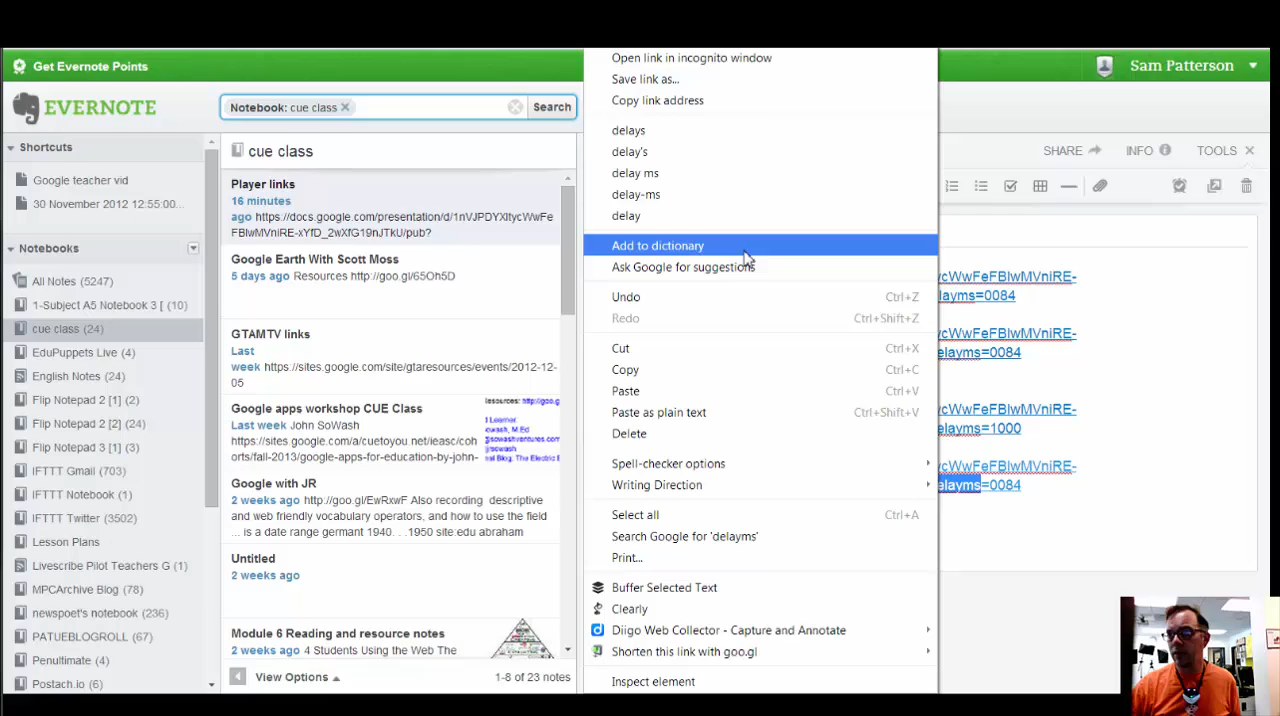 Get Evernote Points
Sam Patterson
EVERNOTE
Notebook: cue class
Search
Shortcuts
Google teacher vid
30 November 2012 12:55:00...
Notebooks
All Notes (5247)
1-Subject A5 Notebook 3 [ (10)
cue class (24)
EduPuppets Live (4)
English Notes (24)
Flip Notepad 2 [1] (2)
Flip Notepad 2 [2] (24)
Flip Notepad 3 [1] (3)
IFTTT Gmail (703)
IFTTT Notebook (1)
IFTTT Twitter (3502)
Lesson Plans
Livescribe Pilot Teachers G (1)
MPCArchive Blog (78)
newspoet's notebook (236)
PATUEBLOGROLL (67)
Penultimate (4)
Postach.io (6)
cue class
Player links
16 minutes
ago https://docs.google.com/presentation/d/1nVJPDYXltycWwFe
FBlwMVniRE-xYfD_2wXfG19nJTkU/pub?
Google Earth With Scott Moss
5 days ago Resources http://goo.gl/65Oh5D
GTAMTV links
Last
week https://sites.google.com/site/gtaresources/events/2012-12-
05
Google apps workshop CUE Class
Last week John SoWash
https://sites.google.com/a/cuetoyou.net/ieasc/coh
orts/fall-2013/google-apps-for-education-by-john-
esources: http://goo.g
Learner
owash, M.Ed
owashventures.com
Google with JR
2 weeks ago http://goo.gl/EwRxwF Also recording descriptive
and web friendly vocabulary operators, and how to use the field
... is a date range germant 1940. . .1950 site:edu abraham
Untitled
2 weeks ago
Module 6 Reading and resource notes
2 weeks ago 4 Students Using the Web The
View Options
1-8 of 23 notes
Open link in incognito window
Save link as...
Copy link address
delays
delay's
delay ms
delay-ms
delay
Add to dictionary
Ask Google for suggestions
Undo Ctrl+Z
Redo Ctrl+Shift+Z
Cut Ctrl+X
Copy Ctrl+C
Paste Ctrl+V
Paste as plain text Ctrl+Shift+V
Delete
Spell-checker options
Writing Direction
Select all Ctrl+A
Search Google for 'delayms'
Print...
Buffer Selected Text
Clearly
Diigo Web Collector - Capture and Annotate
Shorten this link with goo.gl
Inspect element
SHARE INFO TOOLS
ycWwFeFBlwMVniRE-
elayms=0084
ycWwFeFBlwMVniRE-
elayms=0084
ycWwFeFBlwMVniRE-
elayms=1000
ycWwFeFBlwMVniRE-
elayms=0084